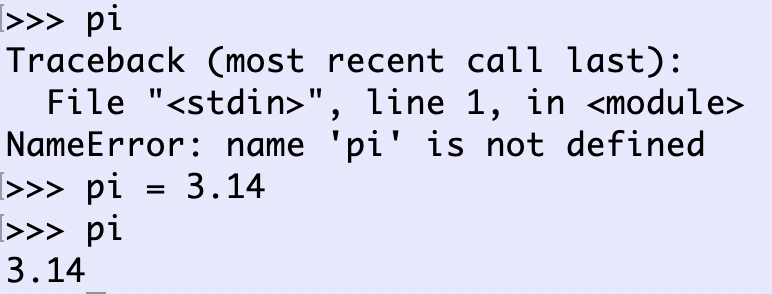 >>> pi
Traceback (most recent call last):
  File "<stdin>", line 1, in <module>
NameError: name 'pi' is not defined
>>> pi = 3.14
>>> pi
3.14